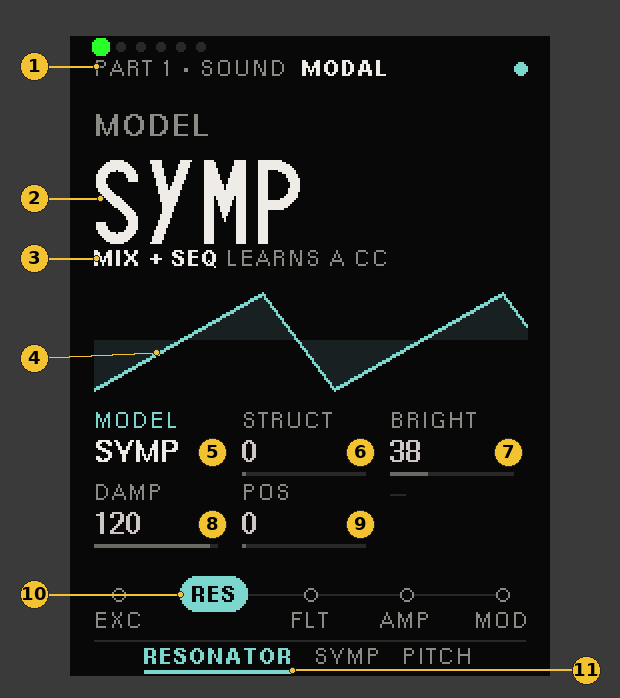 1 PART 1 · SOUND MODAL
MODEL
2 SYMP
3 MIX + SEQ LEARNS A CC
4
MODEL STRUCT BRIGHT
SYMP 5 0 6 38 7
DAMP POS —
120 8 0 9
10 RES
EXC FLT AMP MOD
RESONATOR SYMP PITCH 11